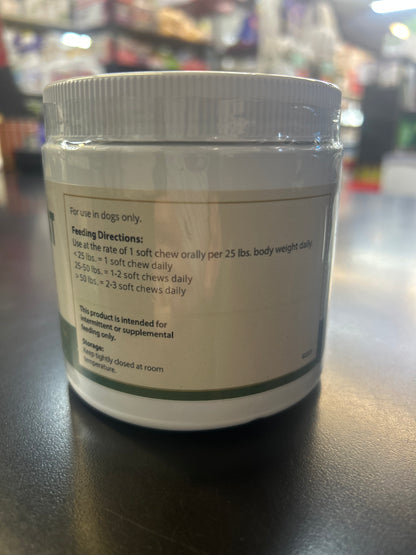 For use in dogs only.
Feeding Directions:
Use at the rate of 1 soft chew orally per 25 lbs. body weight daily.
< 25 lbs. = 1 soft chew daily
25-50 lbs. = 1-2 soft chews daily
> 50 lbs. = 2-3 soft chews daily
This product is intended for
intermittent or supplemental
feeding only.
Storage:
Keep tightly closed at room
temperature.